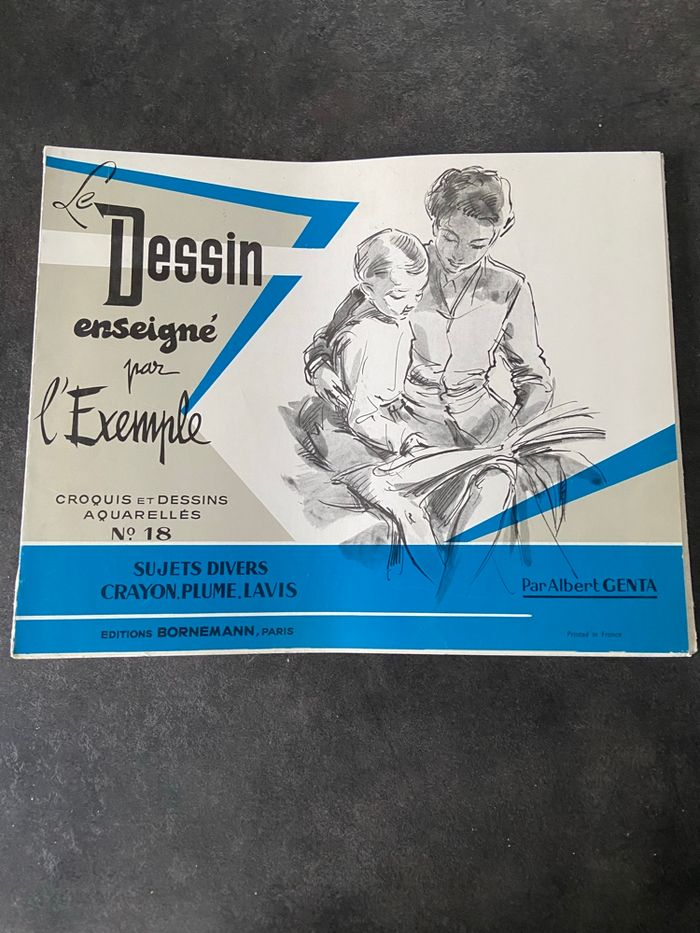 Le
Dessin
enseigné
par
l'Exemple
CROQUIS ET DESSINS
AQUARELLÉS
Nº 18
SUJETS DIVERS
CRAYON, PLUME, LAVIS
Par Albert GENTA
EDITIONS BORNEMANN, PARIS
Printed in France